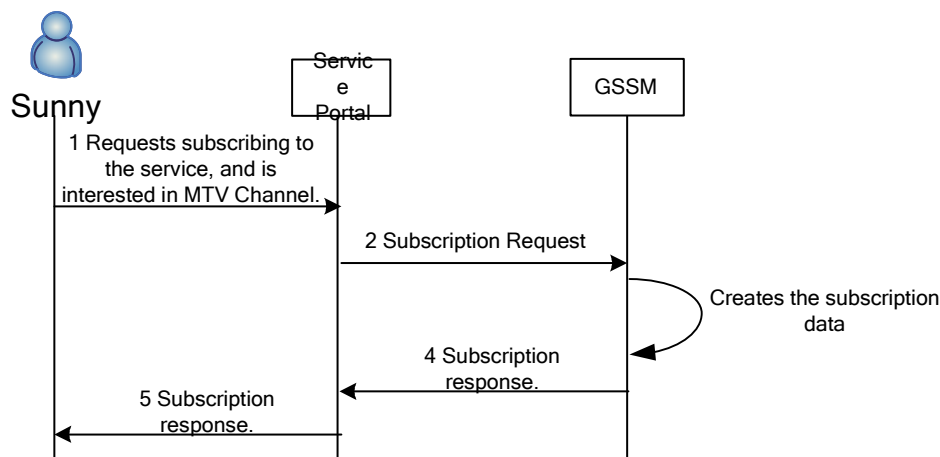 Servic
e
Portal
GSSM
Sunny
1 Requests subscribing to
the service, and is
interested in MTV Channel.
2 Subscription Request
Creates the subscription
data
4 Subscription
response.
5 Subscription
response.